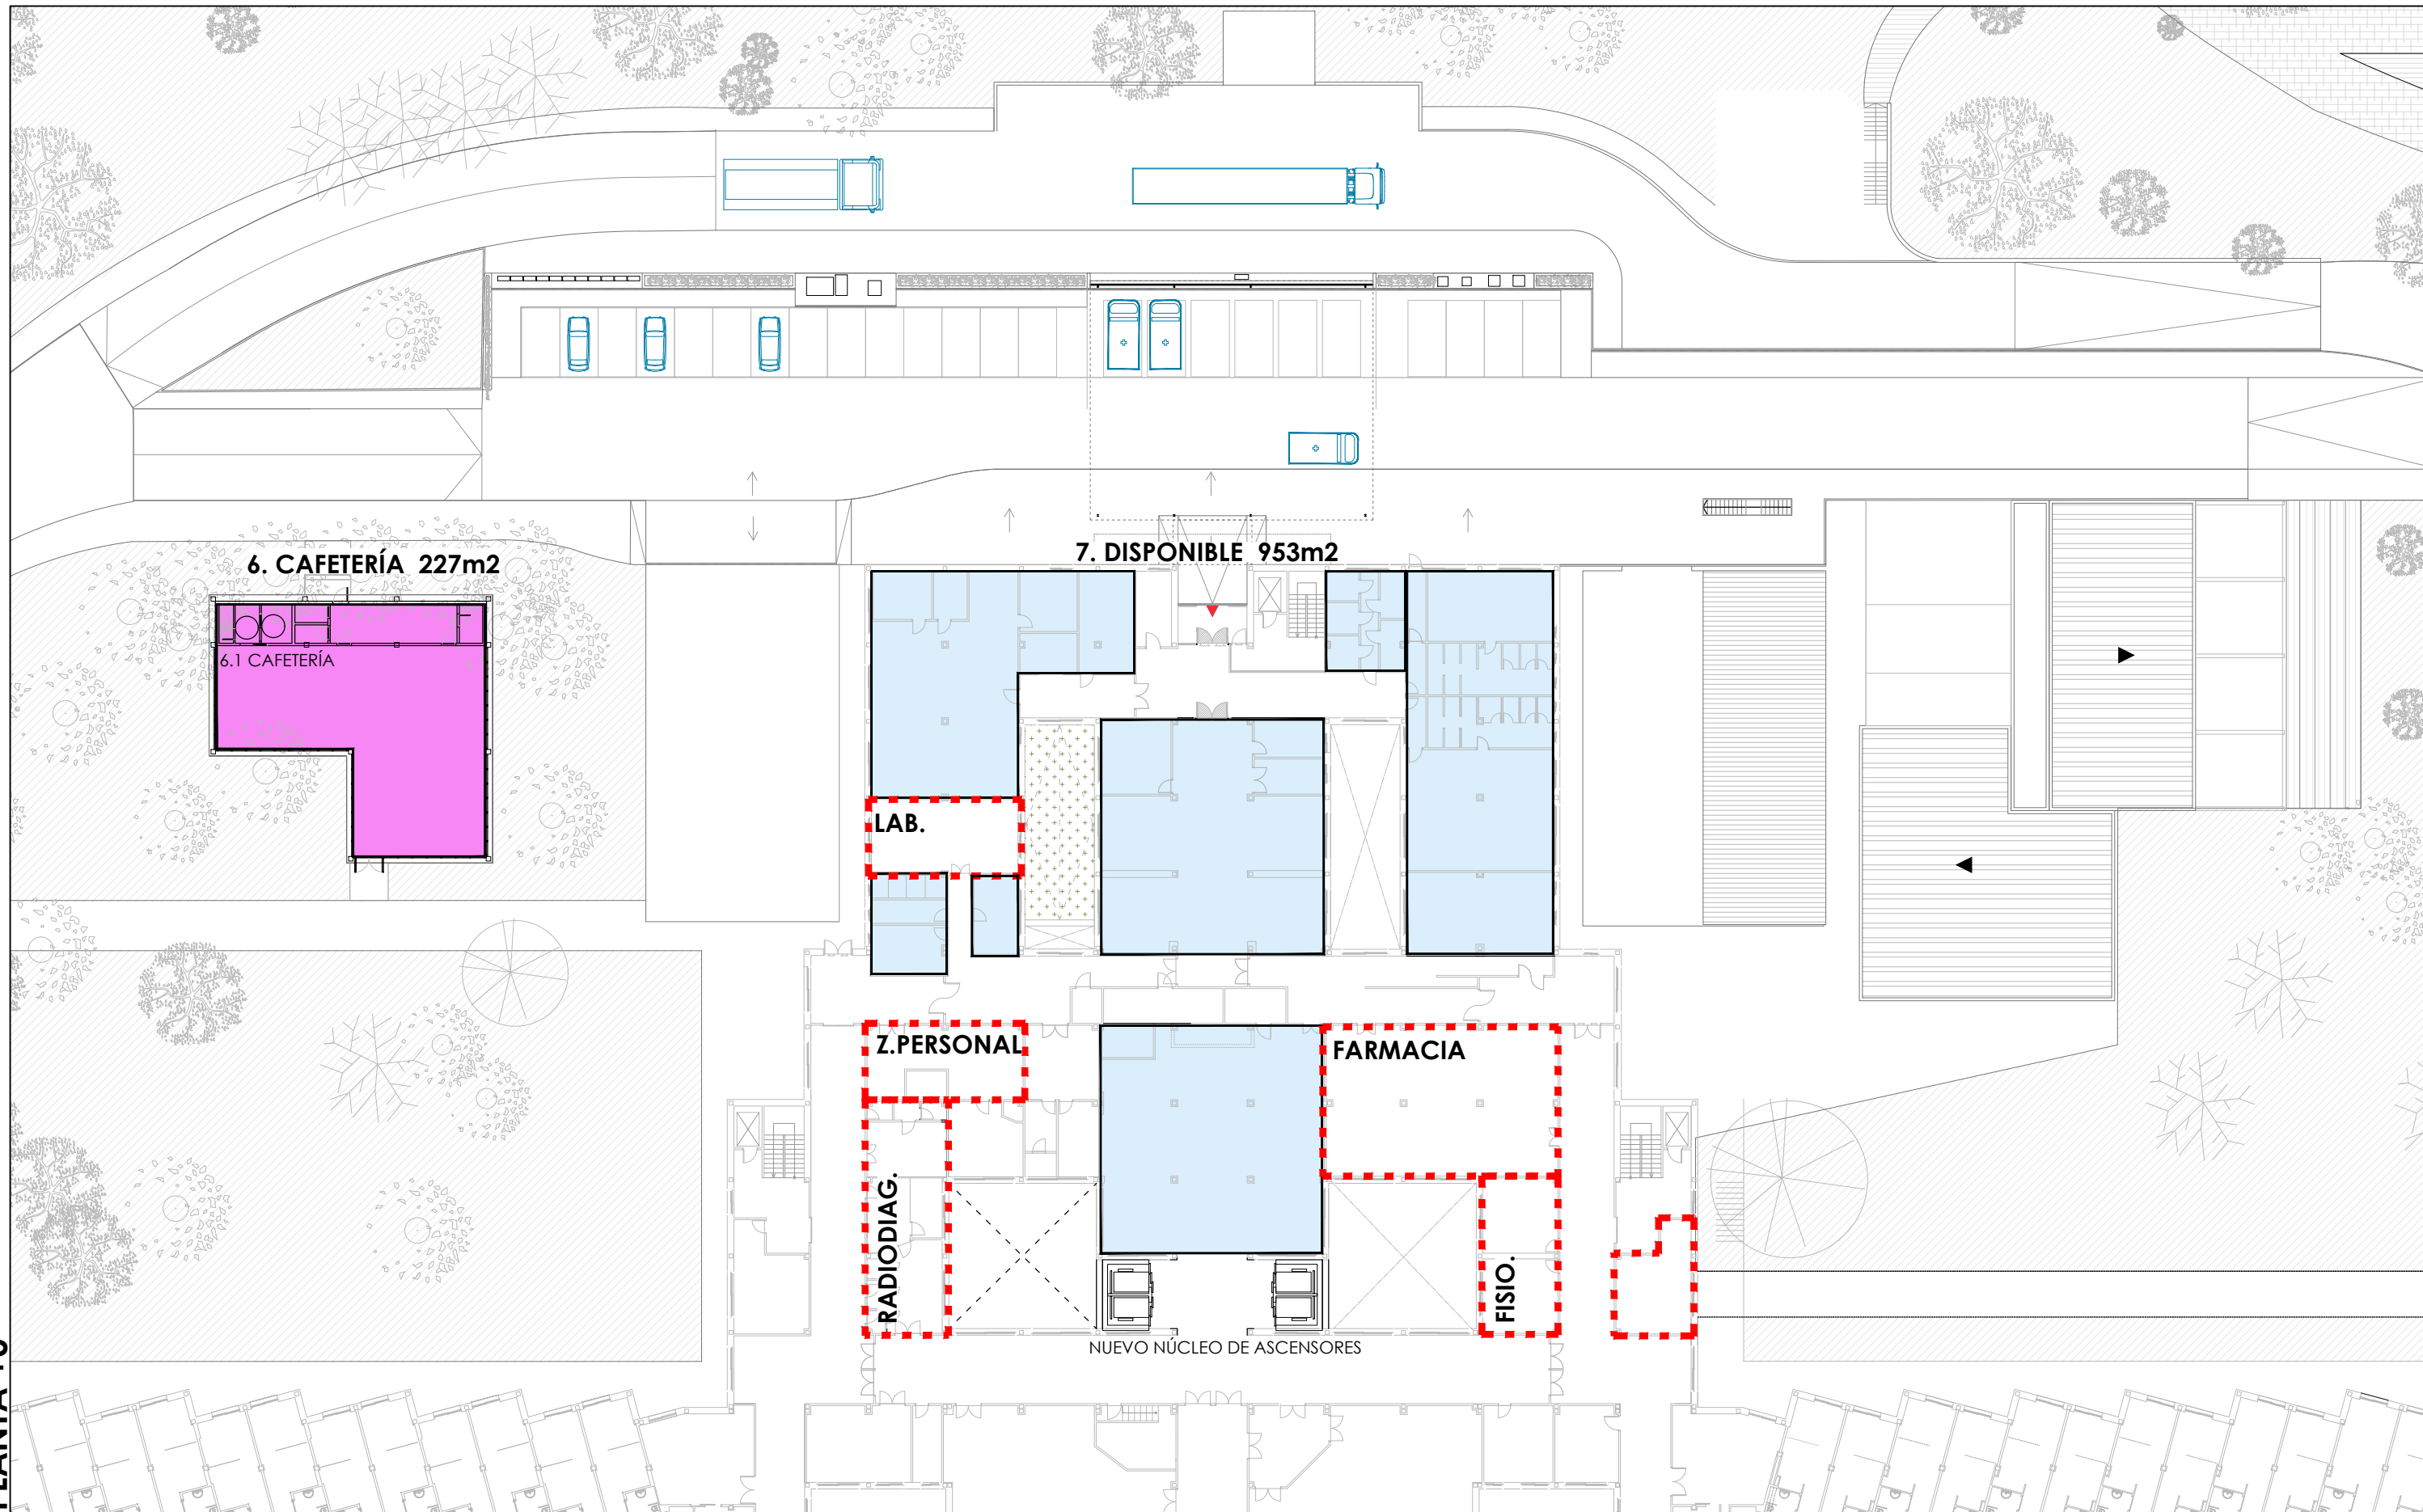 6. CAFETERÍA 227m2
7. DISPONIBLE 953m2
6.1 CAFETERÍA
LAB.
Z.PERSONAL
FARMACIA
RADIODIAG.
FISIO.
NUEVO NÚCLEO DE ASCENSORES